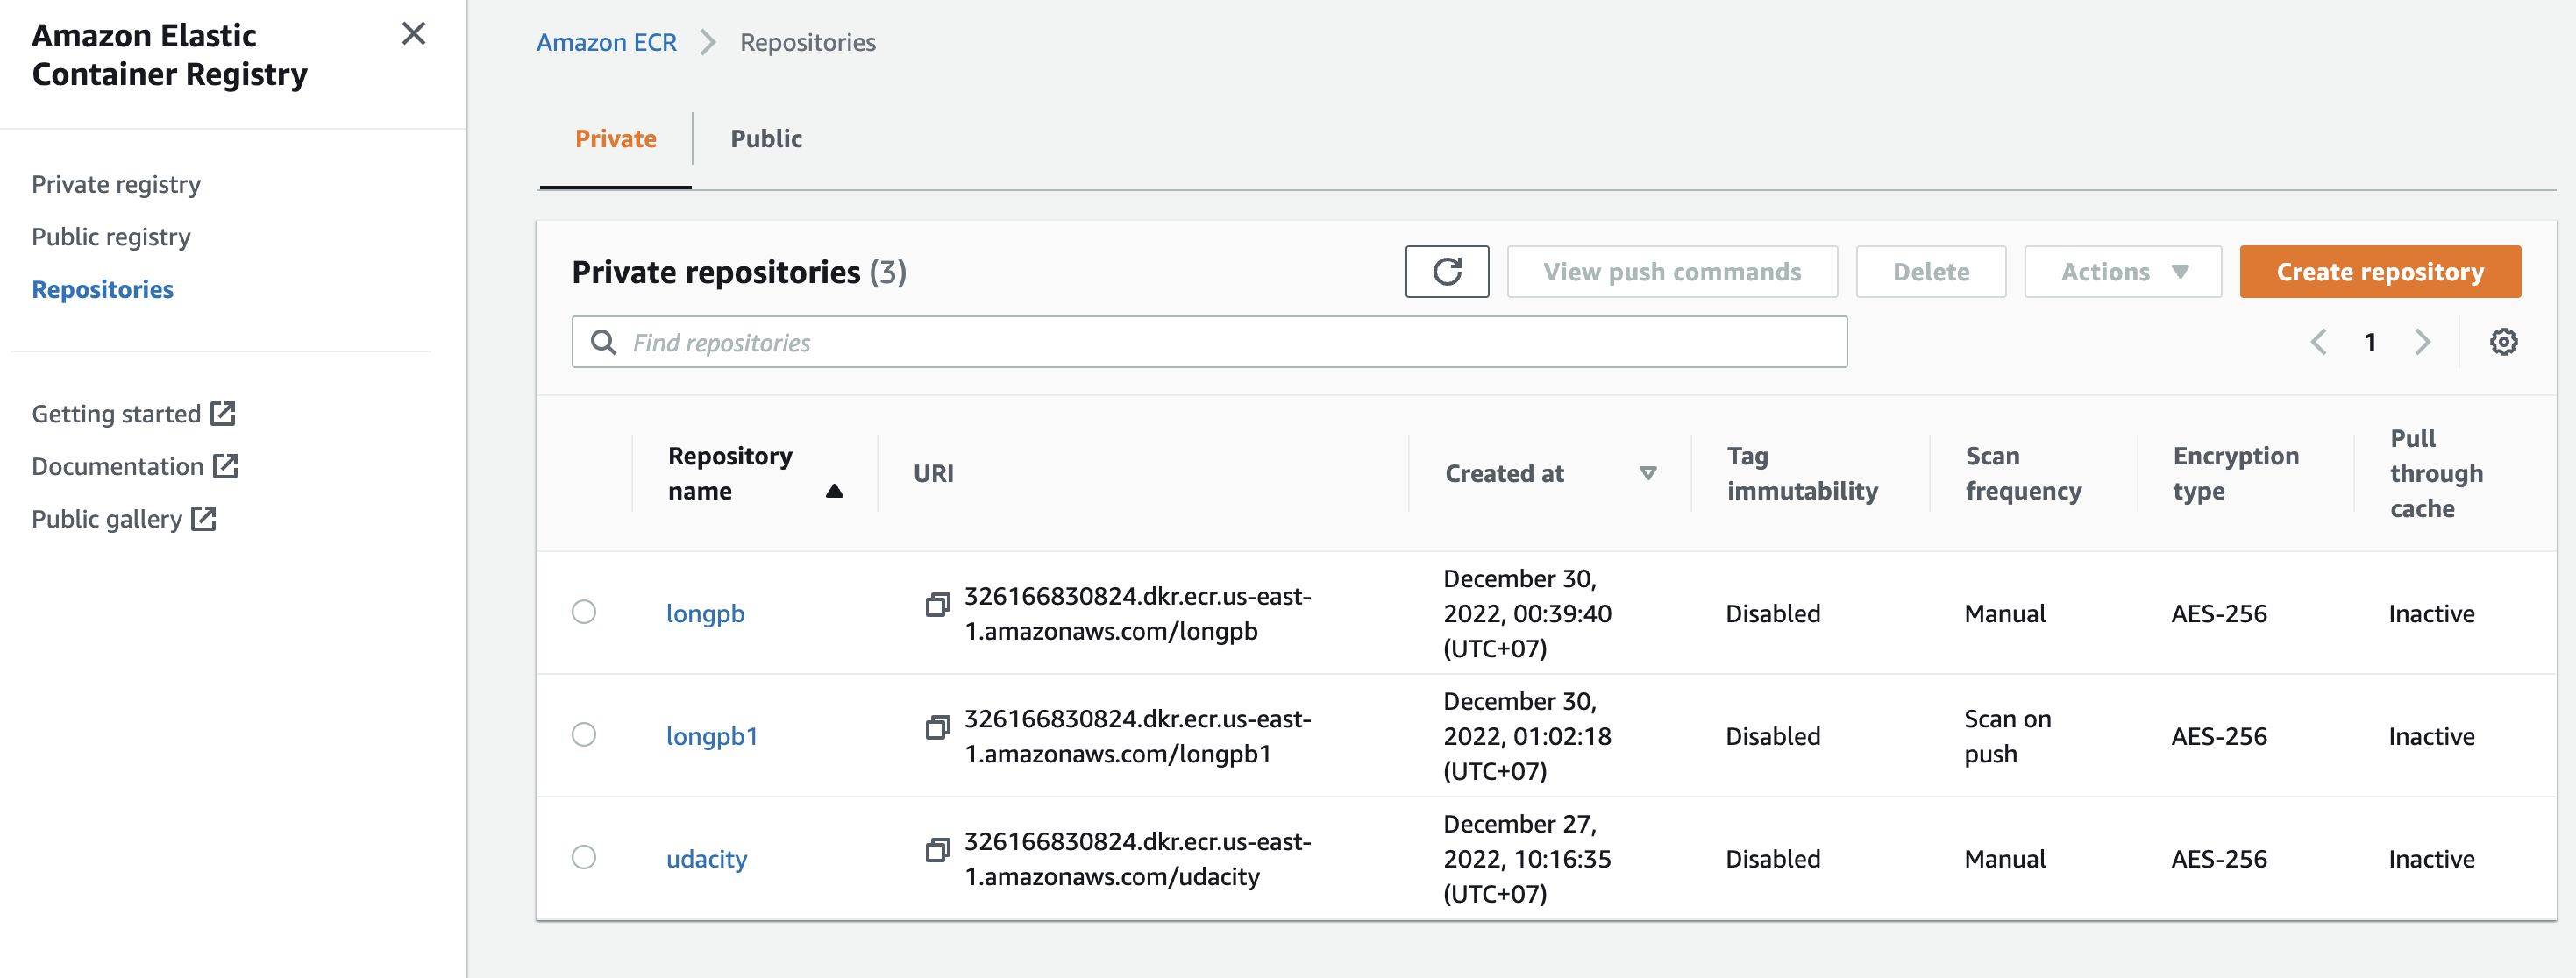 Amazon Elastic
Container Registry
Private registry
Public registry
Repositories
Getting started
Documentation
Public gallery
Amazon ECR
Repositories
Private
Public
Private repositories (3)
View push commands
Delete
Actions
Create repository
Find repositories
1
Repository
name
URI
Created at
Tag
immutability
Scan
frequency
Encryption
type
Pull
through
cache
longpb
326166830824.dkr.ecr.us-east-
1.amazonaws.com/longpb
December 30,
2022, 00:39:40
(UTC+07)
Disabled
Manual
AES-256
Inactive
longpb1
326166830824.dkr.ecr.us-east-
1.amazonaws.com/longpb1
December 30,
2022, 01:02:18
(UTC+07)
Disabled
Scan on
push
AES-256
Inactive
udacity
326166830824.dkr.ecr.us-east-
1.amazonaws.com/udacity
December 27,
2022, 10:16:35
(UTC+07)
Disabled
Manual
AES-256
Inactive